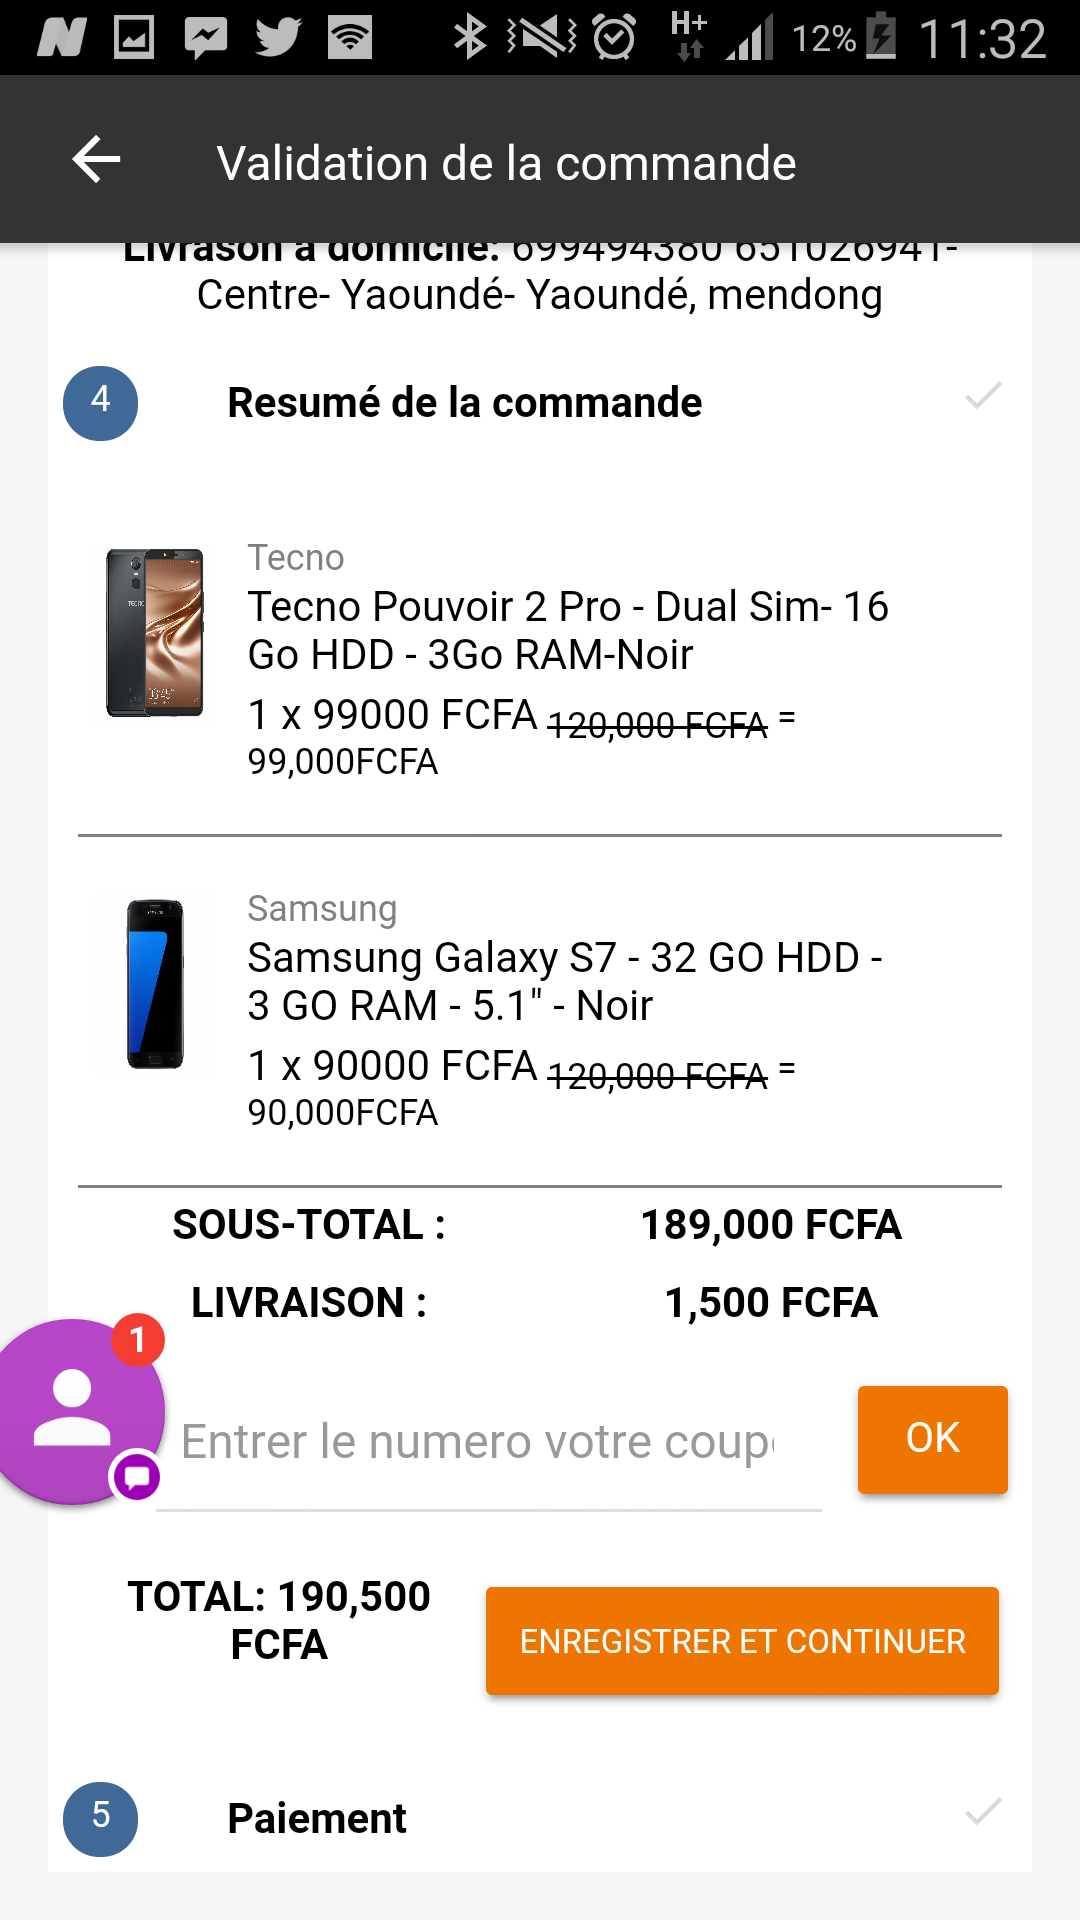 H+
12%
11:32
Validation de la commande
Livrason à domicile: 699494380 651026941-
Centre- Yaoundé- Yaoundé, mendong
4
Resumé de la commande
Tecno
Tecno Pouvoir 2 Pro - Dual Sim- 16
Go HDD - 3Go RAM-Noir
1 x 99000 FCFA 120,000 FCFA =
99,000FCFA
Samsung
Samsung Galaxy S7 - 32 GO HDD -
3 GO RAM - 5.1" - Noir
1 x 90000 FCFA 120,000 FCFA =
90,000FCFA
SOUS-TOTAL :
189,000 FCFA
LIVRAISON :
1,500 FCFA
1
Entrer le numero votre coup
OK
TOTAL: 190,500
FCFA
ENREGISTRER ET CONTINUER
5
Paiement